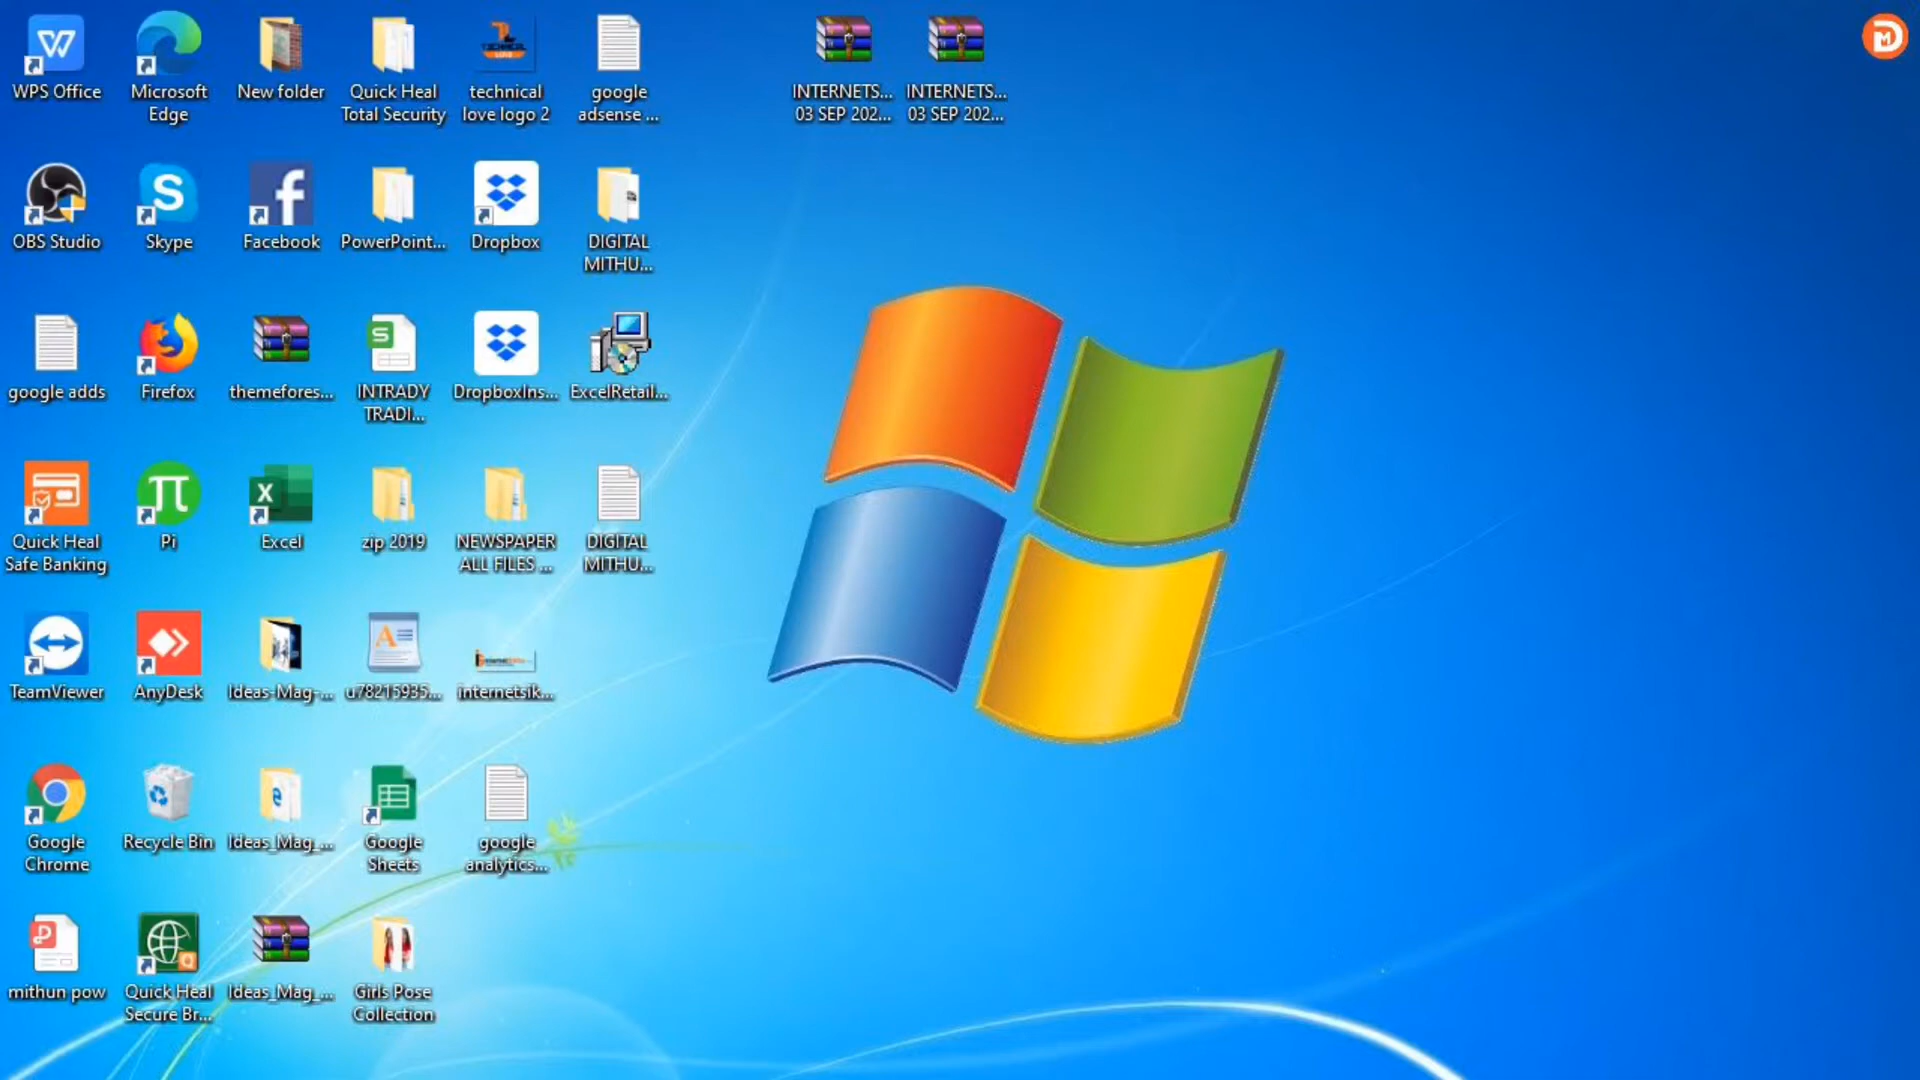 WPS Office
Microsoft
Edge
New folder
Quick Heal
Total Security
technical
love logo 2
google
adsense ...
INTERNETS...
03 SEP 202...
INTERNETS...
03 SEP 202...
OBS Studio
Skype
Facebook
PowerPoint...
Dropbox
DIGITAL
MITHU...
google adds
Firefox
themefores...
INTRADY
TRADI...
DropboxIns...
ExcelRetail...
Quick Heal
Safe Banking
Pi
Excel
zip 2019
NEWSPAPER
ALL FILES ...
DIGITAL
MITHU...
TeamViewer
AnyDesk
Ideas-Mag-...
u78215935...
internetsik...
Google
Chrome
Recycle Bin
Ideas_Mag_...
Google
Sheets
google
analytics...
mithun pow
Quick Heal
Secure Br...
Ideas_Mag_...
Girls Pose
Collection